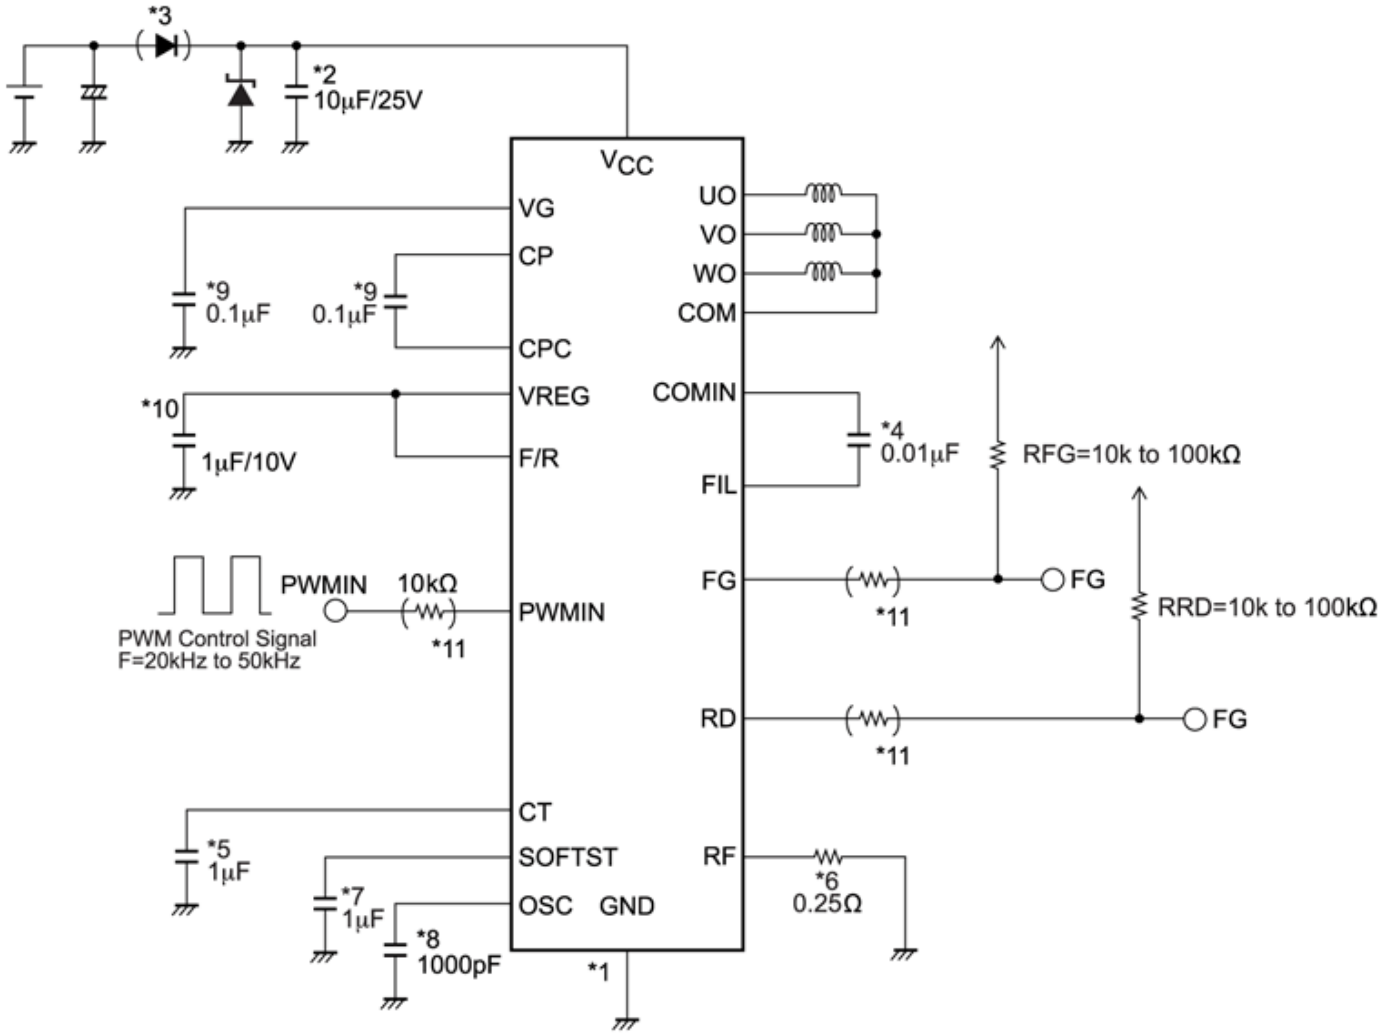 *3
*2
10μF/25V
VCC
VG
CP
*9
0.1μF
*9
0.1μF
CPC
VREG
*10
1μF/10V
F/R
PWMIN
10kΩ
PWMIN
*11
PWM Control Signal
F=20kHz to 50kHz
CT
*5
1μF
SOFTST
*7
1μF
OSC
GND
*8
1000pF
*1
UO
VO
WO
COM
COMIN
*4
0.01μF
FIL
RFG=10k to 100kΩ
FG
FG
*11
RRD=10k to 100kΩ
RD
FG
*11
RF
*6
0.25Ω